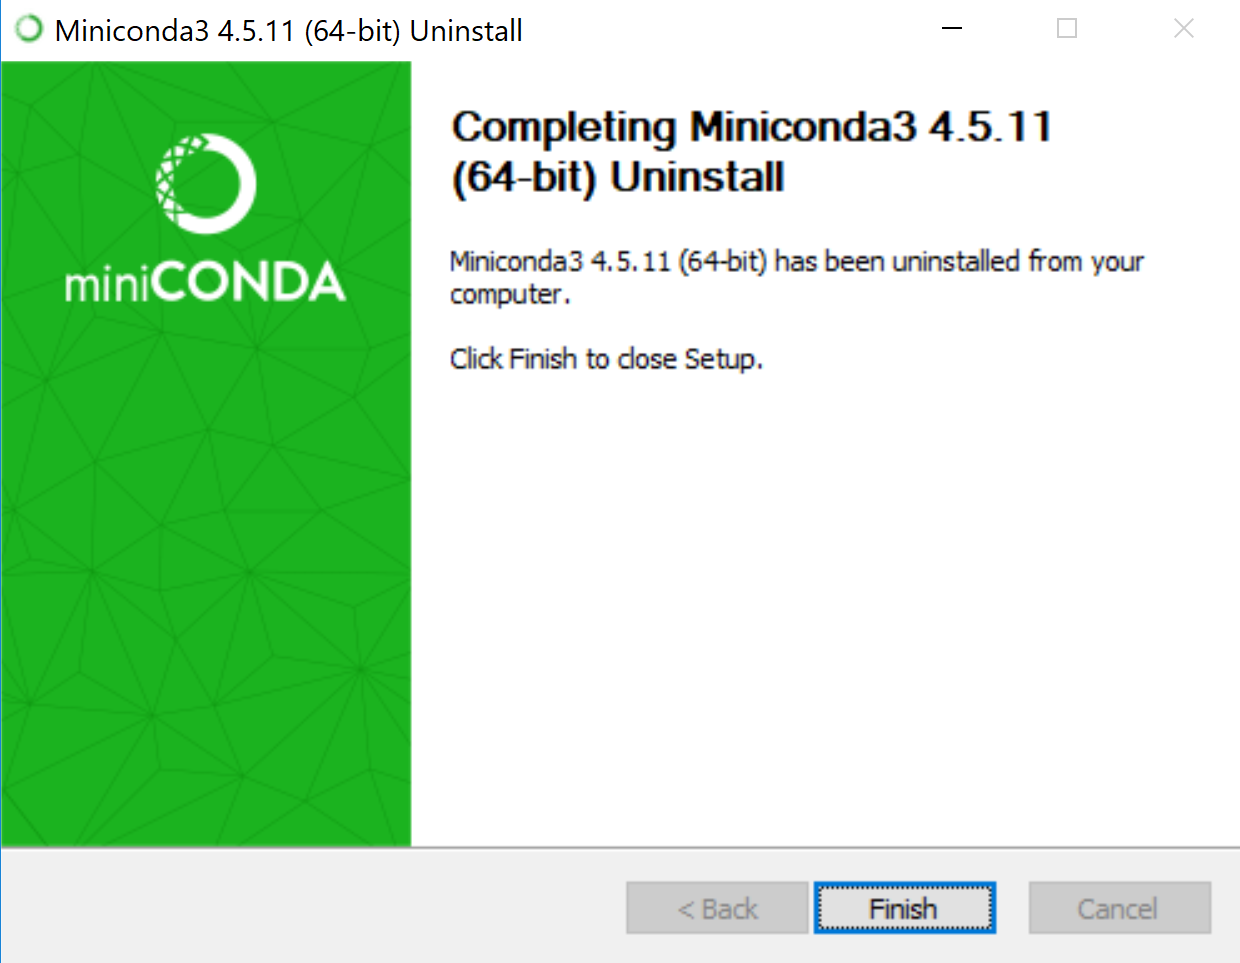 Miniconda3 4.5.11 (64-bit) Uninstall
miniCONDA
Completing Miniconda3 4.5.11
(64-bit) Uninstall
Miniconda3 4.5.11 (64-bit) has been uninstalled from your
computer.
Click Finish to close Setup.
< Back
Finish
Cancel